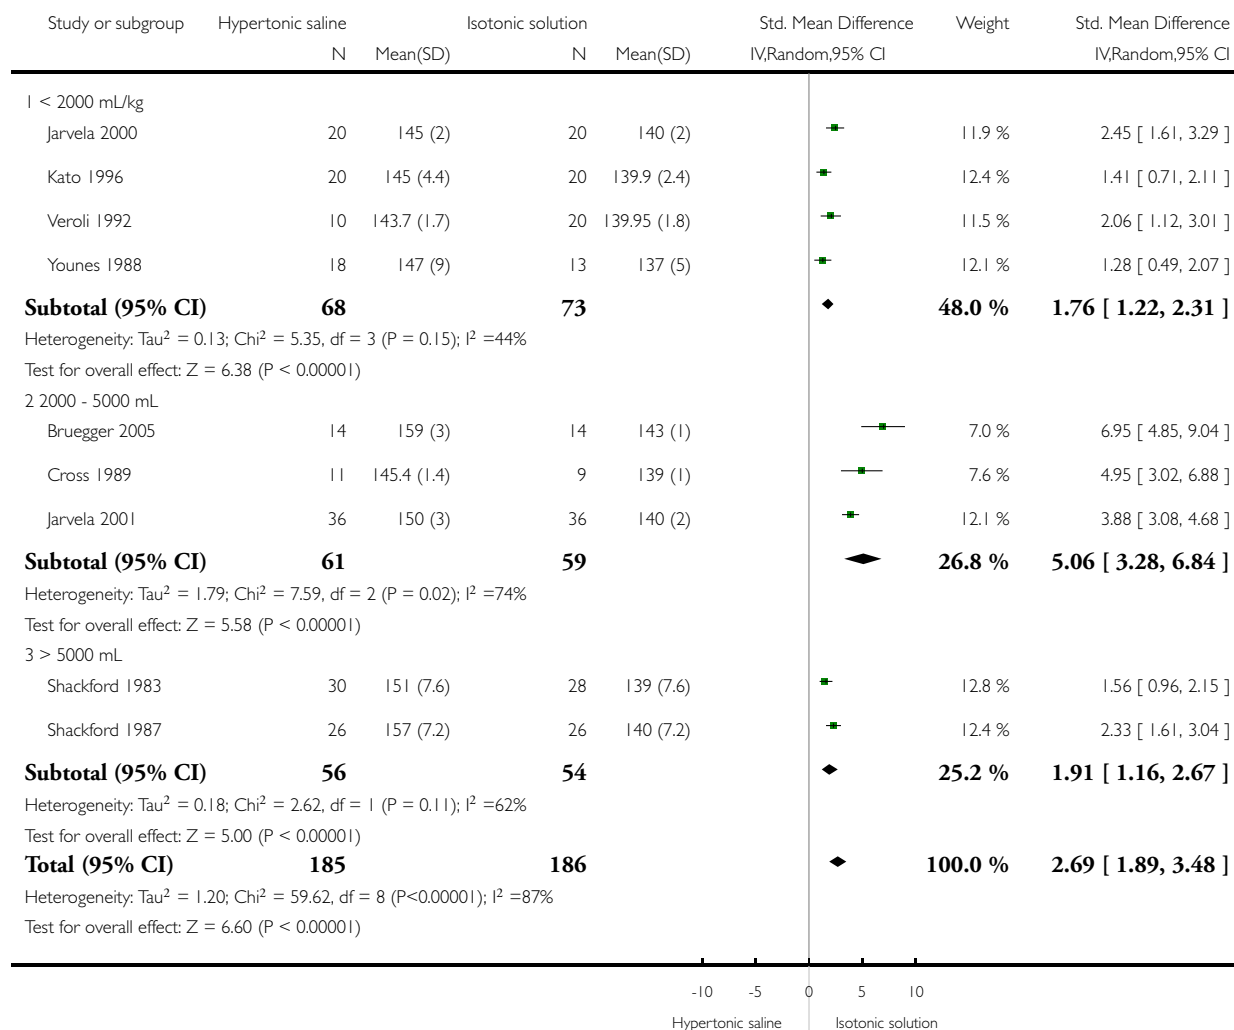 Study or subgroup Hypertonic saline Isotonic solution Std. Mean Difference Weight Std. Mean Difference
N Mean(SD) N Mean(SD) IV,Random,95% CI IV,Random,95% CI
1 < 2000 mL/kg
Jarvela 2000 20 145 (2) 20 140 (2) 11.9 % 2.45 [ 1.61, 3.29 ]
Kato 1996 20 145 (4.4) 20 139.9 (2.4) 12.4 % 1.41 [ 0.71, 2.11 ]
Veroli 1992 10 143.7 (1.7) 20 139.95 (1.8) 11.5 % 2.06 [ 1.12, 3.01 ]
Younes 1988 18 147 (9) 13 137 (5) 12.1 % 1.28 [ 0.49, 2.07 ]
Subtotal (95% CI) 68 73 48.0 % 1.76 [ 1.22, 2.31 ]
Heterogeneity: Tau² = 0.13; Chi² = 5.35, df = 3 (P = 0.15); I² =44%
Test for overall effect: Z = 6.38 (P < 0.00001)
2 2000 - 5000 mL
Bruegger 2005 14 159 (3) 14 143 (1) 7.0 % 6.95 [ 4.85, 9.04 ]
Cross 1989 11 145.4 (1.4) 9 139 (1) 7.6 % 4.95 [ 3.02, 6.88 ]
Jarvela 2001 36 150 (3) 36 140 (2) 12.1 % 3.88 [ 3.08, 4.68 ]
Subtotal (95% CI) 61 59 26.8 % 5.06 [ 3.28, 6.84 ]
Heterogeneity: Tau² = 1.79; Chi² = 7.59, df = 2 (P = 0.02); I² =74%
Test for overall effect: Z = 5.58 (P < 0.00001)
3 > 5000 mL
Shackford 1983 30 151 (7.6) 28 139 (7.6) 12.8 % 1.56 [ 0.96, 2.15 ]
Shackford 1987 26 157 (7.2) 26 140 (7.2) 12.4 % 2.33 [ 1.61, 3.04 ]
Subtotal (95% CI) 56 54 25.2 % 1.91 [ 1.16, 2.67 ]
Heterogeneity: Tau² = 0.18; Chi² = 2.62, df = 1 (P = 0.11); I² =62%
Test for overall effect: Z = 5.00 (P < 0.00001)
Total (95% CI) 185 186 100.0 % 2.69 [ 1.89, 3.48 ]
Heterogeneity: Tau² = 1.20; Chi² = 59.62, df = 8 (P<0.00001); I² =87%
Test for overall effect: Z = 6.60 (P < 0.00001)
-10 -5 0 5 10
Hypertonic saline Isotonic solution